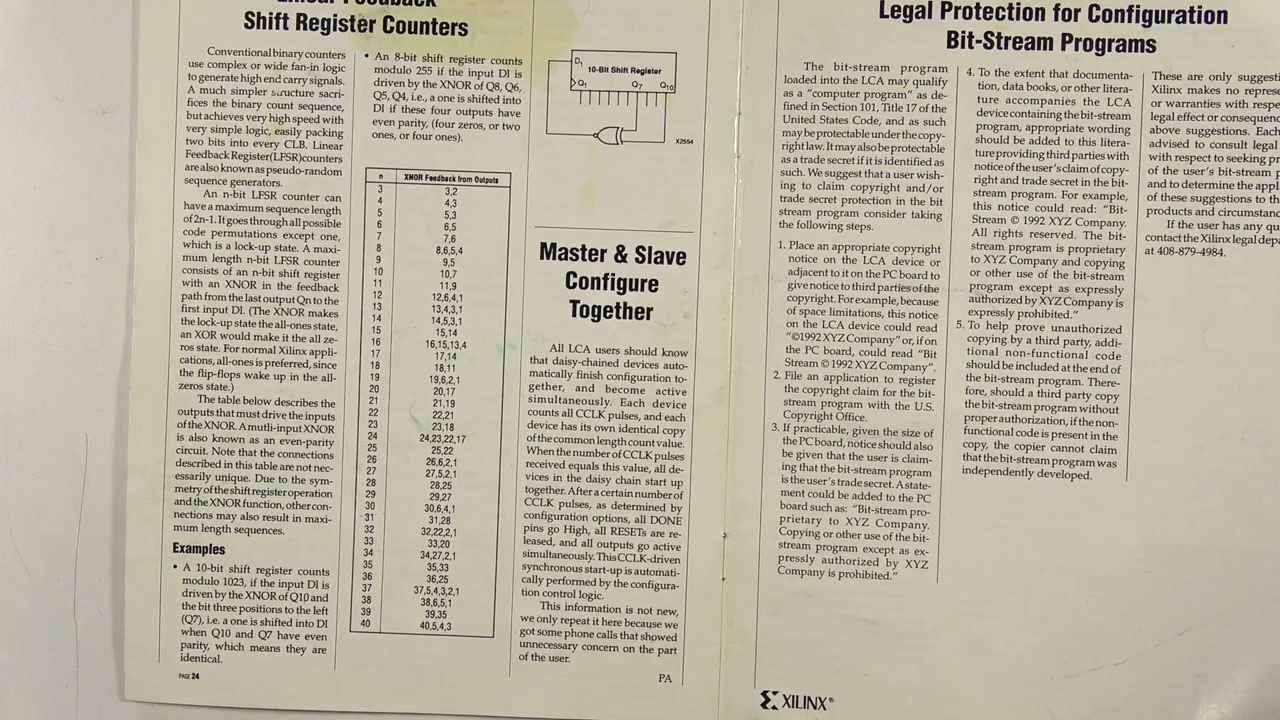 Shift Register Counters
Conventional binary counters
use complex or wide fan-in logic
to generate high end carry signals.
A much simpler structure sacri-
fices the binary count sequence,
but achieves very high speed with
very simple logic, easily packing
two bits into every CLB. Linear
Feedback Register(LFSR)counters
are also known as pseudo-random
sequence generators.
An n-bit LFSR counter can
have a maximum sequence length
of 2n-1. It goes through all possible
code permutations except one,
which is a lock-up state. A maxi-
mum length n-bit LFSR counter
consists of an n-bit shift register
with an XNOR in the feedback
path from the last output Qn to the
first input DI. (The XNOR makes
the lock-up state the all-ones state,
an XOR would make it the all ze-
ros state. For normal Xilinx appli-
cations, all-ones is preferred, since
the flip-flops wake up in the all-
zeros state.)
The table below describes the
outputs that must drive the inputs
of the XNOR. A mutli-input XNOR
is also known as an even-parity
circuit. Note that the connections
described in this table are not nec-
essarily unique. Due to the sym-
metry of the shift register operation
and the XNOR function, other con-
nections may also result in maxi-
mum length sequences.
Examples
• A 10-bit shift register counts
modulo 1023, if the input DI is
driven by the XNOR of Q10 and
the bit three positions to the left
(Q7), i.e. a one is shifted into DI
when Q10 and Q7 have even
parity, which means they are
identical.
PAGE 24
• An 8-bit shift register counts
modulo 255 if the input DI is
driven by the XNOR of Q8, Q6,
Q5, Q4, i.e., a one is shifted into
DI if these four outputs have
even parity, (four zeros, or two
ones, or four ones).
n XNOR Feedback from Outputs
3 3,2
4 4,3
5 5,3
6 6,5
7 7,6
8 8,6,5,4
9 9,5
10 10,7
11 11,9
12 12,6,4,1
13 13,4,3,1
14 14,5,3,1
15 15,14
16 16,15,13,4
17 17,14
18 18,11
19 19,6,2,1
20 20,17
21 21,19
22 22,21
23 23,18
24 24,23,22,17
25 25,22
26 26,6,2,1
27 27,5,2,1
28 28,25
29 29,27
30 30,6,4,1
31 31,28
32 32,22,2,1
33 33,20
34 34,27,2,1
35 35,33
36 36,25
37 37,5,4,3,2,1
38 38,6,5,1
39 39,35
40 40,5,4,3
D1
10-Bit Shift Register
Q1 Q7 Q10
X2554
Master & Slave
Configure
Together
All LCA users should know
that daisy-chained devices auto-
matically finish configuration to-
gether, and become active
simultaneously. Each device
counts all CCLK pulses, and each
device has its own identical copy
of the common length count value.
When the number of CCLK pulses
received equals this value, all de-
vices in the daisy chain start up
together. After a certain number of
CCLK pulses, as determined by
configuration options, all DONE
pins go High, all RESETs are re-
leased, and all outputs go active
simultaneously. This CCLK-driven
synchronous start-up is automati-
cally performed by the configura-
tion control logic.
This information is not new,
we only repeat it here because we
got some phone calls that showed
unnecessary concern on the part
of the user.
PA
Legal Protection for Configuration
Bit-Stream Programs
The bit-stream program
loaded into the LCA may qualify
as a "computer program" as de-
fined in Section 101, Title 17 of the
United States Code, and as such
may be protectable under the copy-
right law. It may also be protectable
as a trade secret if it is identified as
such. We suggest that a user wish-
ing to claim copyright and/or
trade secret protection in the bit
stream program consider taking
the following steps.
1. Place an appropriate copyright
notice on the LCA device or
adjacent to it on the PC board to
give notice to third parties of the
copyright. For example, because
of space limitations, this notice
on the LCA device could read
"©1992 XYZ Company" or, if on
the PC board, could read "Bit
Stream © 1992 XYZ Company".
2. File an application to register
the copyright claim for the bit-
stream program with the U.S.
Copyright Office.
3. If practicable, given the size of
the PC board, notice should also
be given that the user is claim-
ing that the bit-stream program
is the user's trade secret. A state-
ment could be added to the PC
board such as: "Bit-stream pro-
prietary to XYZ Company.
Copying or other use of the bit-
stream program except as ex-
pressly authorized by XYZ
Company is prohibited."
4. To the extent that documenta-
tion, data books, or other litera-
ture accompanies the LCA
device containing the bit-stream
program, appropriate wording
should be added to this litera-
ture providing third parties with
notice of the user's claim of copy-
right and trade secret in the bit-
stream program. For example,
this notice could read: "Bit-
Stream © 1992 XYZ Company.
All rights reserved. The bit-
stream program is proprietary
to XYZ Company and copying
or other use of the bit-stream
program except as expressly
authorized by XYZ Company is
expressly prohibited."
5. To help prove unauthorized
copying by a third party, addi-
tional non-functional code
should be included at the end of
the bit-stream program. There-
fore, should a third party copy
the bit-stream program without
proper authorization, if the non-
functional code is present in the
copy, the copier cannot claim
that the bit-stream program was
independently developed.
These are only suggesti
Xilinx makes no represe
or warranties with respe
legal effect or consequenc
above suggestions. Each
advised to consult legal
with respect to seeking pr
of the user's bit-stream p
and to determine the appl
of these suggestions to th
products and circumstanc
If the user has any qu
contact the Xilinx legal depa
at 408-879-4984.
XILINX®